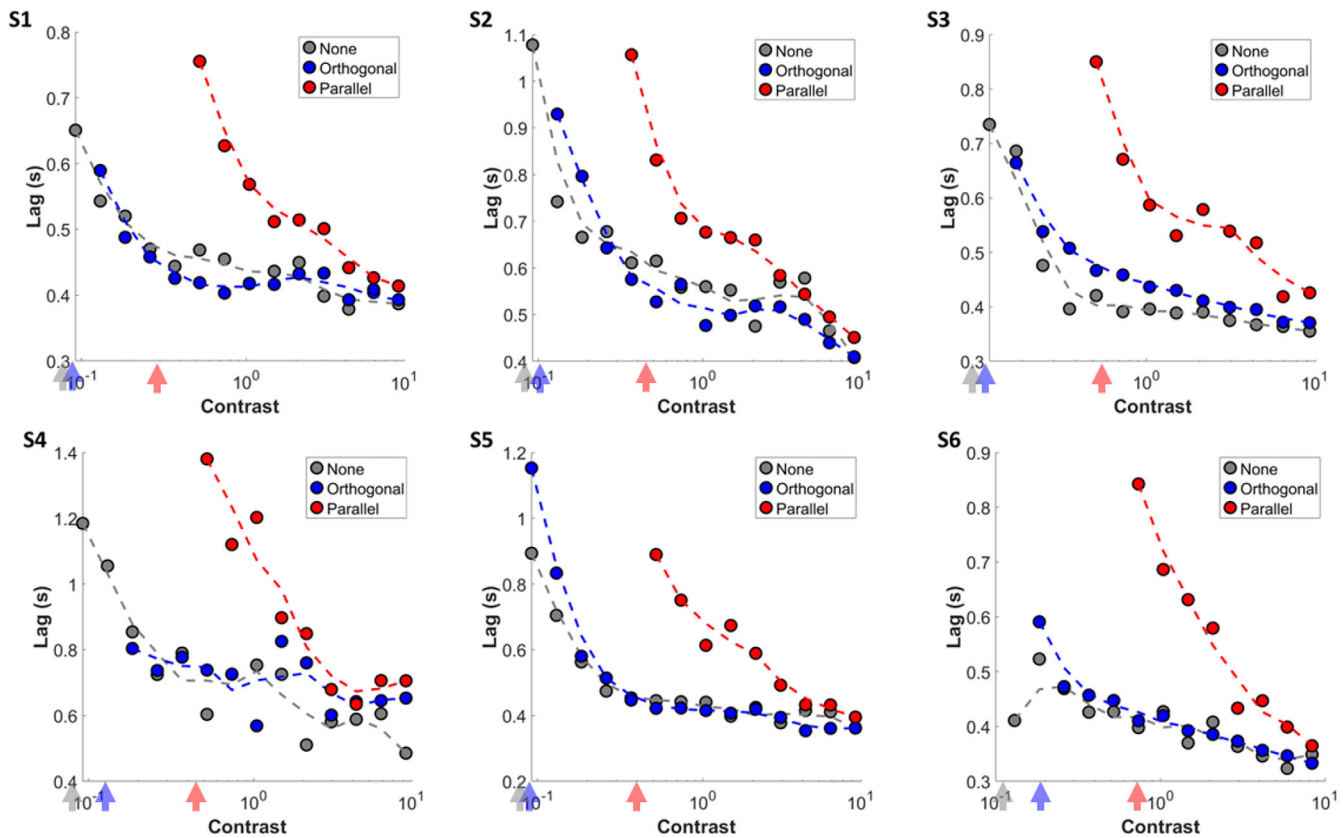 S1
0.8
0.7
0.6
0.5
0.4
0.3
Lag (s)
None
Orthogonal
Parallel
10-1
100
101
Contrast
S2
1.1
1
0.9
0.8
0.7
0.6
0.5
0.4
Lag (s)
None
Orthogonal
Parallel
10-1
100
101
Contrast
S3
0.9
0.8
0.7
0.6
0.5
0.4
0.3
Lag (s)
None
Orthogonal
Parallel
100
101
Contrast
S4
1.4
1.2
1
0.8
0.6
0.4
Lag (s)
None
Orthogonal
Parallel
10-1
100
101
Contrast
S5
1.2
1
0.8
0.6
0.4
0.2
Lag (s)
None
Orthogonal
Parallel
10-1
100
101
Contrast
S6
0.9
0.8
0.7
0.6
0.5
0.4
0.3
Lag (s)
None
Orthogonal
Parallel
10-1
100
101
Contrast